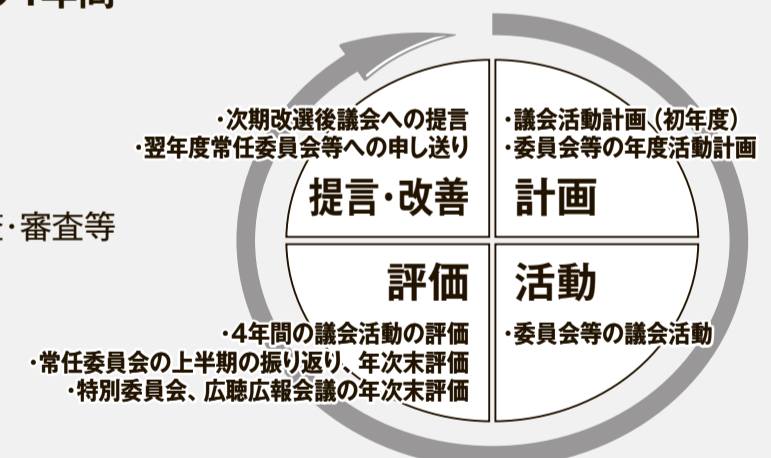 1年間
・次期改選後議会への提言
・翌年度常任委員会等への申し送り
提言・改善
・議会活動計画（初年度）
・委員会等の年度活動計画
計画
・審査等
評価
・4年間の議会活動の評価
・常任委員会の上半期の振り返り、年次末評価
・特別委員会、広聴広報会議の年次末評価
活動
・委員会等の議会活動